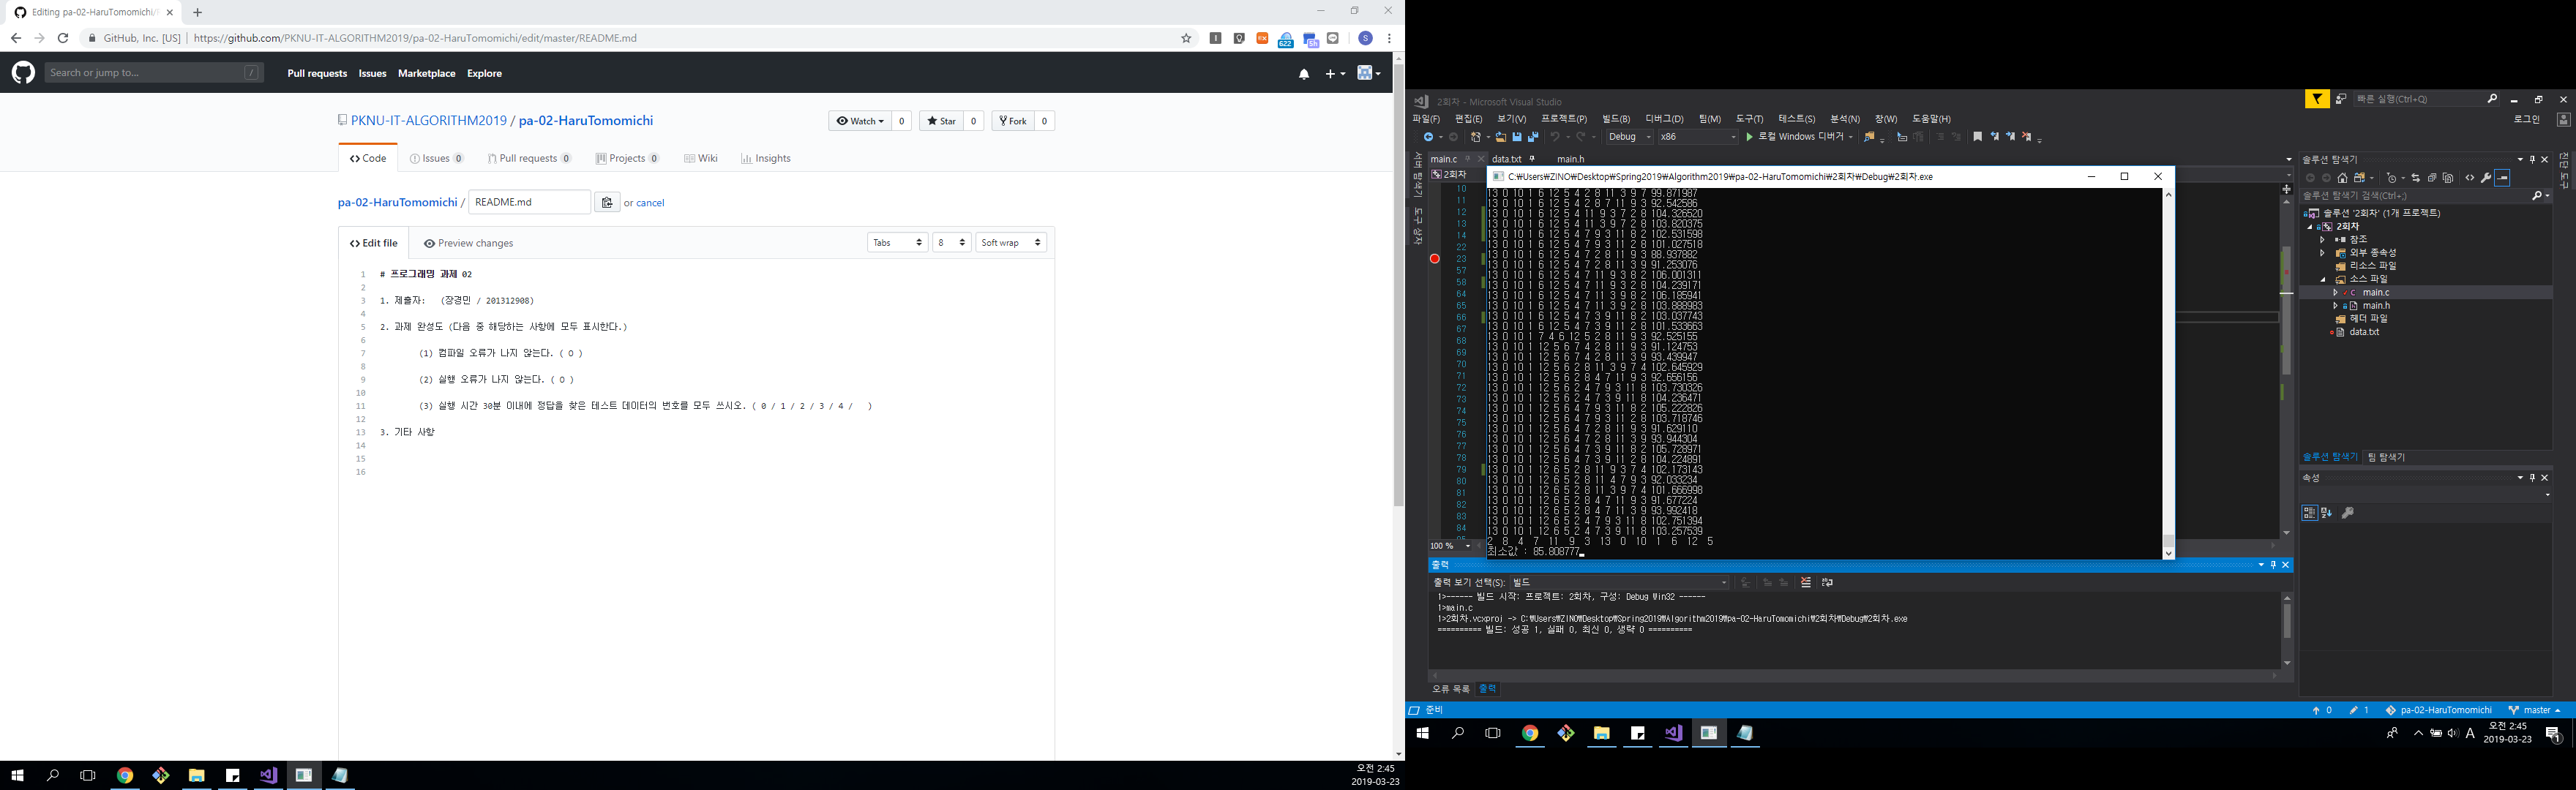 Editing pa-02-HaruTomomichi/
GitHub, Inc. [US] | https://github.com/PKNU-IT-ALGORITHM2019/pa-02-HaruTomomichi/edit/master/README.md
Search or jump to...
/
Pull requests Issues Marketplace Explore
PKNU-IT-ALGORITHM2019 / pa-02-HaruTomomichi
Watch 0 Star 0 Fork 0
Code Issues 0 Pull requests 0 Projects 0 Wiki Insights
pa-02-HaruTomomichi / README.md or cancel
Edit file Preview changes Tabs 8 Soft wrap
1 # 프로그래밍 과제 02
2
3 1. 제출자: (장경민 / 201312908)
4
5 2. 과제 완성도 (다음 중 해당하는 사항에 모두 표시한다.)
6
7 (1) 컴파일 오류가 나지 않는다. ( O )
8
9 (2) 실행 오류가 나지 않는다. ( O )
10
11 (3) 실행 시간 30분 이내에 정답을 찾은 테스트 데이터의 번호를 모두 쓰시오. ( 0 / 1 / 2 / 3 / 4 / )
12
13 3. 기타 사항
14
15
16
오전 2:45
2019-03-23
2회차 - Microsoft Visual Studio
빠른 실행(Ctrl+Q)
파일(F) 편집(E) 보기(V) 프로젝트(P) 빌드(B) 디버그(D) 팀(M) 도구(T) 테스트(S) 분석(N) 창(W) 도움말(H)
로그인
Debug x86 로컬 Windows 디버거
main.c data.txt main.h
2회차
C:₩Users₩ZINO₩Desktop₩Spring2019₩Algorithm2019₩pa-02-HaruTomomichi₩2회차₩Debug₩2회차.exe
13 0 10 1 6 12 5 4 2 8 11 3 9 7 99.871987
13 0 10 1 6 12 5 4 2 8 7 11 9 3 92.542586
13 0 10 1 6 12 5 4 11 9 3 7 2 8 104.326520
13 0 10 1 6 12 5 4 11 3 9 7 2 8 103.820375
13 0 10 1 6 12 5 4 7 9 3 11 8 2 102.531598
13 0 10 1 6 12 5 4 7 9 3 11 2 8 101.027518
13 0 10 1 6 12 5 4 7 2 8 11 9 3 88.937882
13 0 10 1 6 12 5 4 7 2 8 11 3 9 91.253076
13 0 10 1 6 12 5 4 7 11 9 3 8 2 106.001311
13 0 10 1 6 12 5 4 7 11 9 3 2 8 104.239171
13 0 10 1 6 12 5 4 7 11 3 9 8 2 106.185941
13 0 10 1 6 12 5 4 7 11 3 9 2 8 103.888983
13 0 10 1 6 12 5 4 7 3 9 11 8 2 103.037743
13 0 10 1 6 12 5 4 7 3 9 11 2 8 101.533663
13 0 10 1 7 4 6 12 5 2 8 11 9 3 92.525155
13 0 10 1 12 5 6 7 4 2 8 11 9 3 91.124753
13 0 10 1 12 5 6 7 4 2 8 11 3 9 93.439947
13 0 10 1 12 5 6 2 8 11 3 9 7 4 102.645929
13 0 10 1 12 5 6 2 8 4 7 11 9 3 92.656156
13 0 10 1 12 5 6 2 4 7 9 3 11 8 103.730326
13 0 10 1 12 5 6 2 4 7 3 9 11 8 104.236471
13 0 10 1 12 5 6 4 7 9 3 11 8 2 105.222826
13 0 10 1 12 5 6 4 7 9 3 11 2 8 103.718746
13 0 10 1 12 5 6 4 7 2 8 11 9 3 91.629110
13 0 10 1 12 5 6 4 7 2 8 11 3 9 93.944304
13 0 10 1 12 5 6 4 7 3 9 11 8 2 105.728971
13 0 10 1 12 5 6 4 7 3 9 11 2 8 104.224891
13 0 10 1 12 6 5 2 8 11 9 3 7 4 102.173143
13 0 10 1 12 6 5 2 8 11 4 7 9 3 92.033234
13 0 10 1 12 6 5 2 8 11 3 9 7 4 101.666998
13 0 10 1 12 6 5 2 8 4 7 11 9 3 91.677224
13 0 10 1 12 6 5 2 8 4 7 11 3 9 93.992418
13 0 10 1 12 6 5 2 4 7 9 3 11 8 102.751394
13 0 10 1 12 6 5 2 4 7 3 9 11 8 103.257539
2 8 4 7 11 9 3 13 0 10 1 6 12 5
최소값 : 85.808777
10
11
12
13
14
22
23
57
58
64
65
66
67
68
69
70
71
72
73
74
75
76
77
78
79
80
81
82
83
84
100 %
솔루션 탐색기
솔루션 탐색기 검색(Ctrl+;)
솔루션 '2회차' (1개 프로젝트)
2회차
참조
외부 종속성
리소스 파일
소스 파일
main.c
main.h
헤더 파일
data.txt
솔루션 탐색기 팀 탐색기
속성
출력
출력 보기 선택(S): 빌드
1>------ 빌드 시작: 프로젝트: 2회차, 구성: Debug Win32 ------
1>main.c
1>2회차.vcxproj -> C:₩Users₩ZINO₩Desktop₩Spring2019₩Algorithm2019₩pa-02-HaruTomomichi₩2회차₩Debug₩2회차.exe
========== 빌드: 성공 1, 실패 0, 최신 0, 생략 0 ==========
오류 목록 출력
준비
0 1 pa-02-HaruTomomichi master
A 오전 2:45
2019-03-23